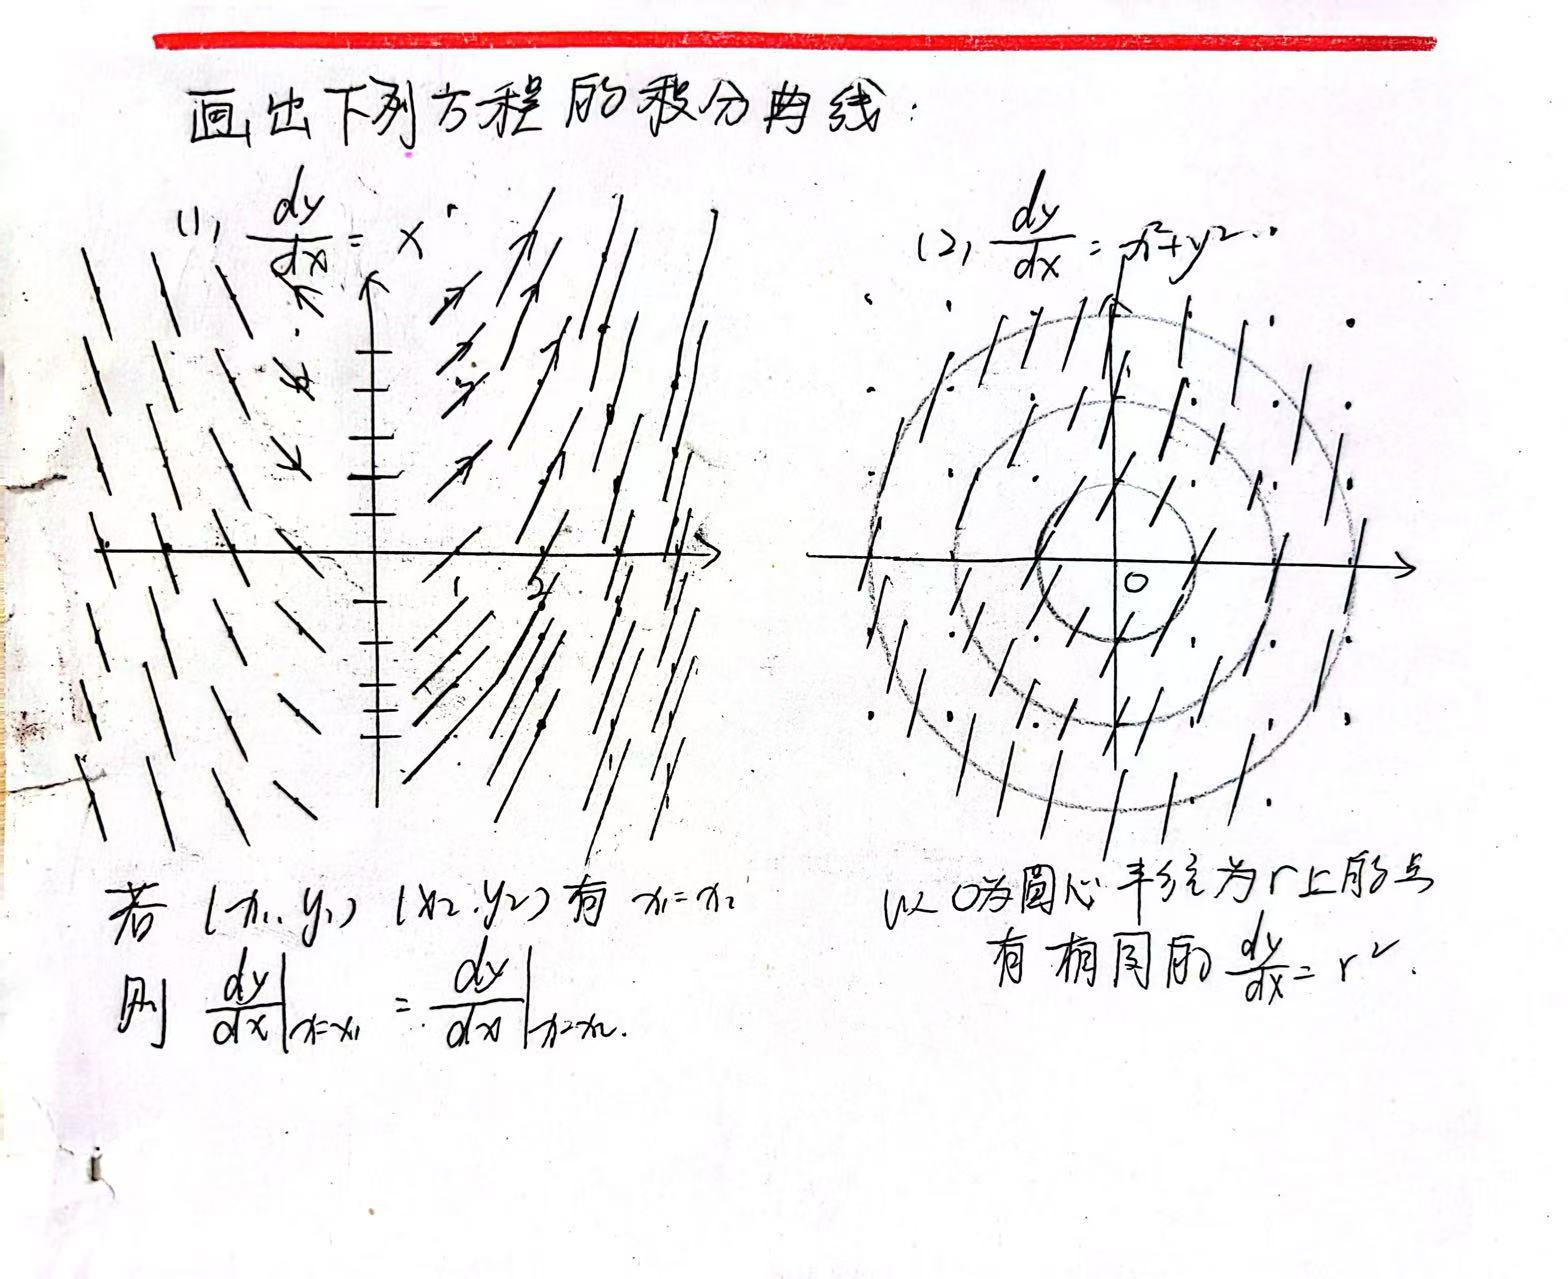 画出下列方程的积分曲线:
(1) dy/dx = x
(2) dy/dx = x²+y²
1
2
0
若 (x₁, y₁) (x₂, y₂) 有 x₁=x₂
则 dy/dx|x=x₁ = dy/dx|x=x₂.
以 0为圆心 半径为r上的点
有相同的 dy/dx = r².